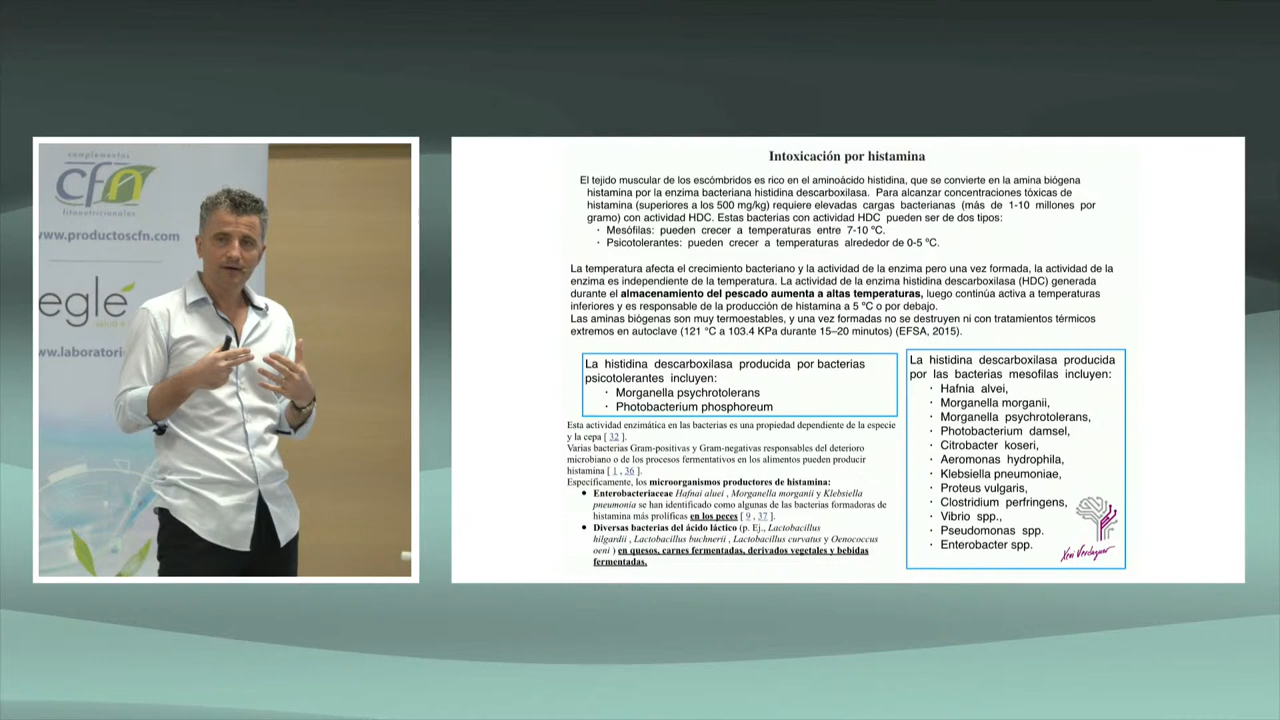 complementos
cfn
fitonutricionales
www.productoscfn.com
eglé
www.laboratori
Intoxicación por histamina
El tejido muscular de los escómbridos es rico en el aminoácido histidina, que se convierte en la amina biógena
histamina por la enzima bacteriana histidina descarboxilasa. Para alcanzar concentraciones tóxicas de
histamina (superiores a los 500 mg/kg) requiere elevadas cargas bacterianas (más de 1-10 millones por
gramo) con actividad HDC. Estas bacterias con actividad HDC pueden ser de dos tipos:
· Mesófilas: pueden crecer a temperaturas entre 7-10 ºC.
· Psicotolerantes: pueden crecer a temperaturas alrededor de 0-5 ºC.
La temperatura afecta el crecimiento bacteriano y la actividad de la enzima pero una vez formada, la actividad de la
enzima es independiente de la temperatura. La actividad de la enzima histidina descarboxilasa (HDC) generada
durante el almacenamiento del pescado aumenta a altas temperaturas, luego continúa activa a temperaturas
inferiores y es responsable de la producción de histamina a 5 ºC o por debajo.
Las aminas biógenas son muy termoestables, y una vez formadas no se destruyen ni con tratamientos térmicos
extremos en autoclave (121 °C a 103.4 KPa durante 15–20 minutos) (EFSA, 2015).
La histidina descarboxilasa producida por bacterias
psicotolerantes incluyen:
· Morganella psychrotolerans
· Photobacterium phosphoreum
Esta actividad enzimática en las bacterias es una propiedad dependiente de la especie
y la cepa [ 32 ].
Varias bacterias Gram-positivas y Gram-negativas responsables del deterioro
microbiano o de los procesos fermentativos en los alimentos pueden producir
histamina [ 1 , 36 ].
Específicamente, los microorganismos productores de histamina:
● Enterobacteriaceae Hafnai aluei , Morganella morganii y Klebsiella
pneumonia se han identificado como algunas de las bacterias formadoras de
histamina más prolíficas en los peces [ 9 , 37 ].
● Diversas bacterias del ácido láctico (p. Ej., Lactobacillus
hilgardii , Lactobacillus buchnerii , Lactobacillus curvatus y Oenococcus
oeni ) en quesos, carnes fermentadas, derivados vegetales y bebidas
fermentadas.
La histidina descarboxilasa producida
por las bacterias mesofilas incluyen:
· Hafnia alvei,
· Morganella morganii,
· Morganella psychrotolerans,
· Photobacterium damsel,
· Citrobacter koseri,
· Aeromonas hydrophila,
· Klebsiella pneumoniae,
· Proteus vulgaris,
· Clostridium perfringens,
· Vibrio spp.,
· Pseudomonas spp.
· Enterobacter spp.
Xevi Verdaguer